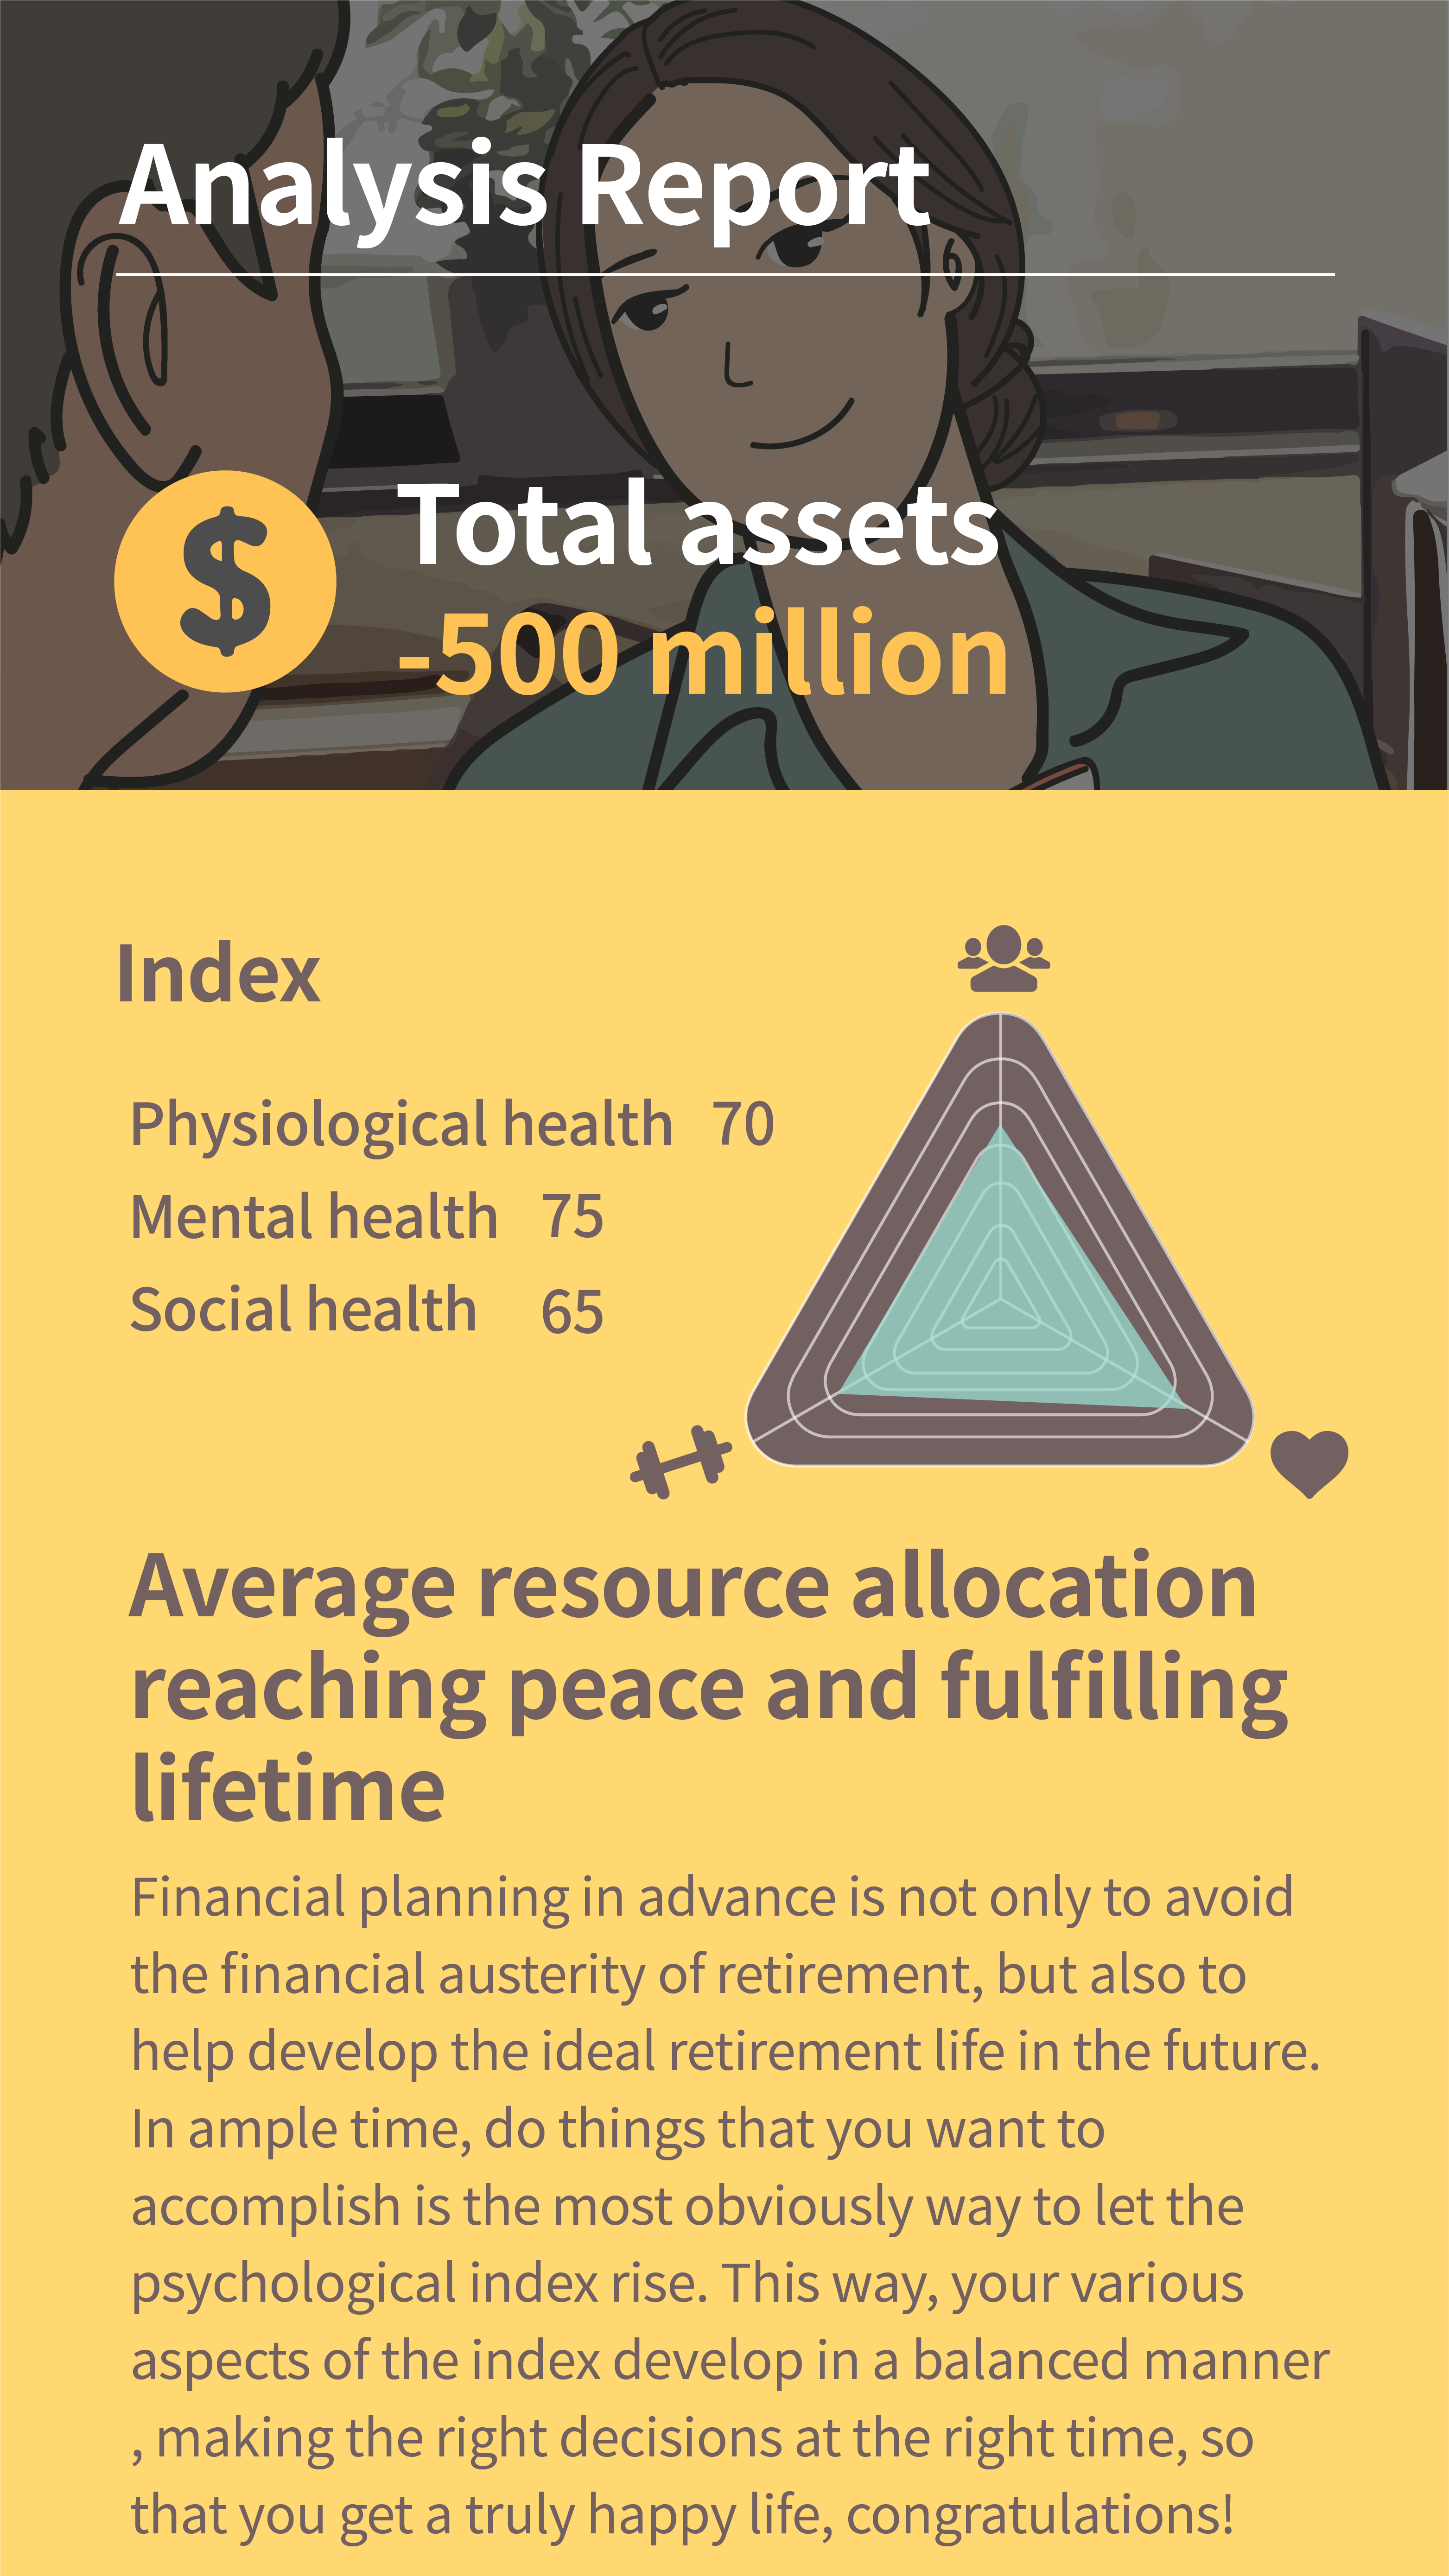 Analysis Report
$
Total assets
-500 million
Index
Physiological health 70
Mental health 75
Social health 65
Average resource allocation
reaching peace and fulfilling
lifetime
Financial planning in advance is not only to avoid
the financial austerity of retirement, but also to
help develop the ideal retirement life in the future.
In ample time, do things that you want to
accomplish is the most obviously way to let the
psychological index rise. This way, your various
aspects of the index develop in a balanced manner
, making the right decisions at the right time, so
that you get a truly happy life, congratulations!